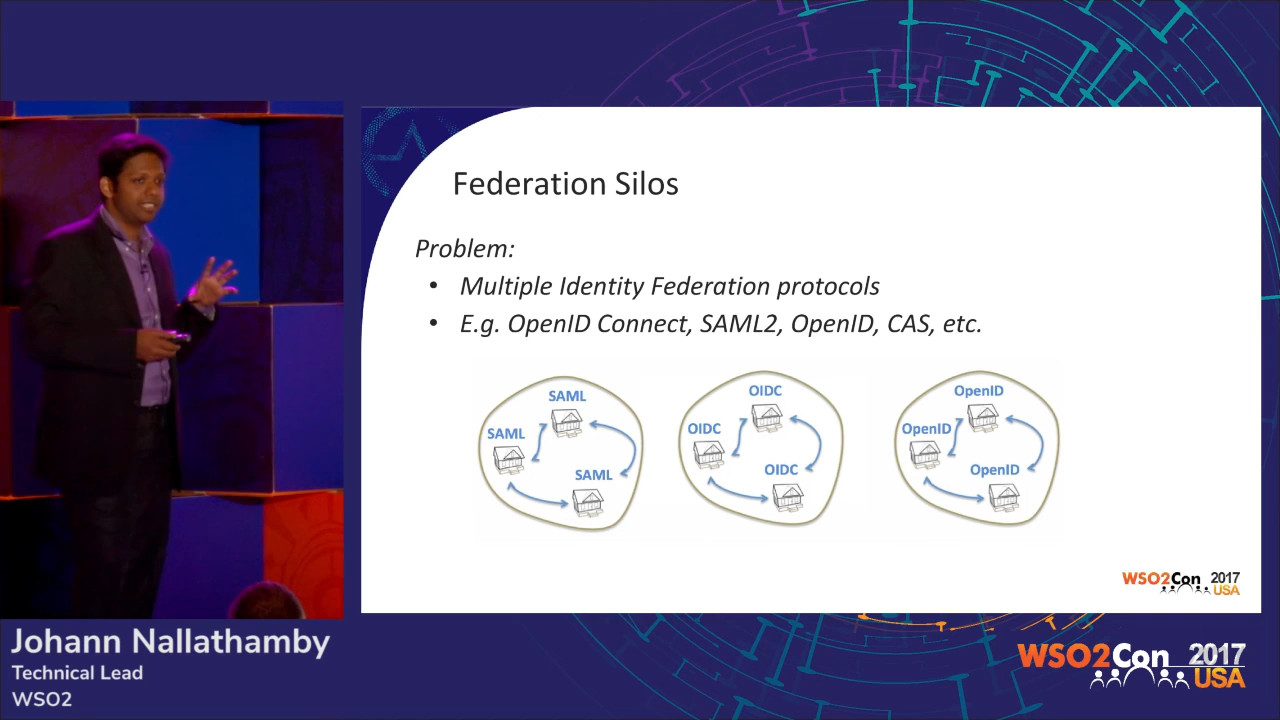 Federation Silos
Problem:
• Multiple Identity Federation protocols
• E.g. OpenID Connect, SAML2, OpenID, CAS, etc.
SAML
SAML
SAML
OIDC
OIDC
OIDC
OpenID
OpenID
OpenID
WSO2Con 2017
USA
Johann Nallathamby
Technical Lead
WSO2
WSO2Con 2017
USA